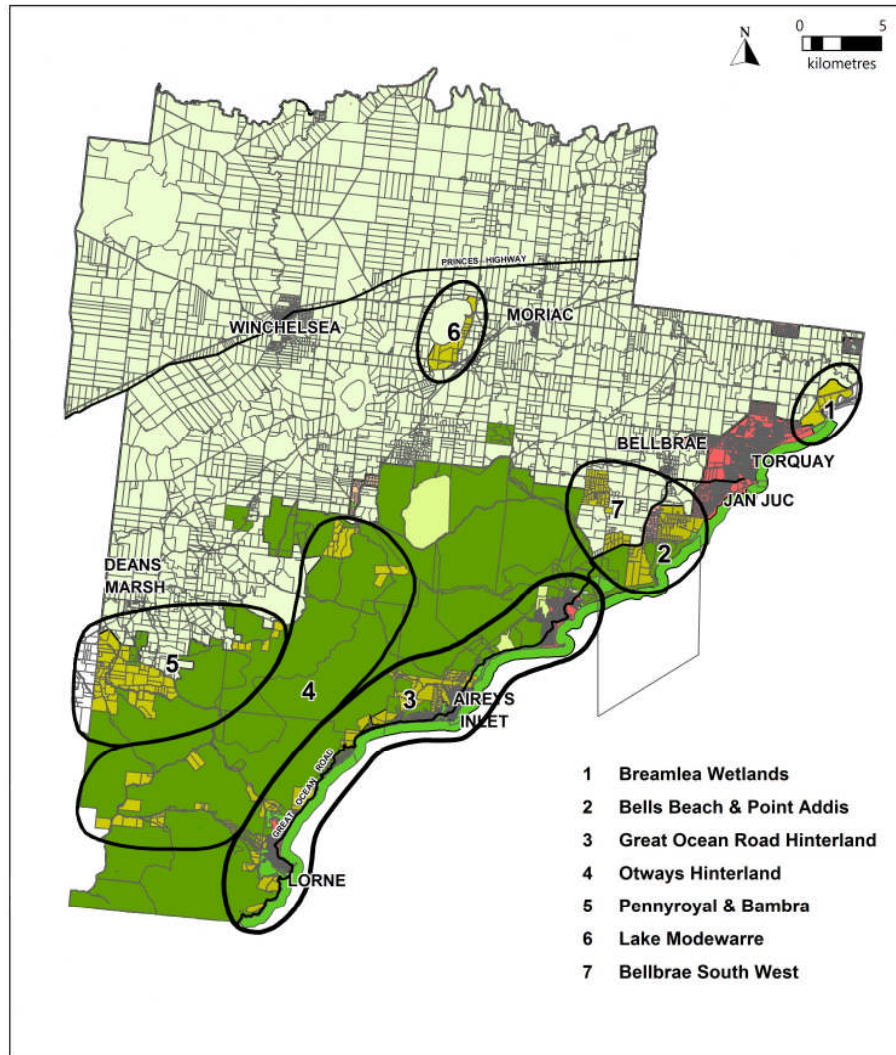 N
0 5
kilometres
PRINCES HIGHWAY
WINCHELSEA
MORIAC
6
1
BELLBRAE
TORQUAY
JAN JUC
7
2
DEANS
MARSH
5
4
3
AIREYS
INLET
GREAT OCEAN ROAD
LORNE
1 Breamlea Wetlands
2 Bells Beach & Point Addis
3 Great Ocean Road Hinterland
4 Otways Hinterland
5 Pennyroyal & Bambra
6 Lake Modewarre
7 Bellbrae South West